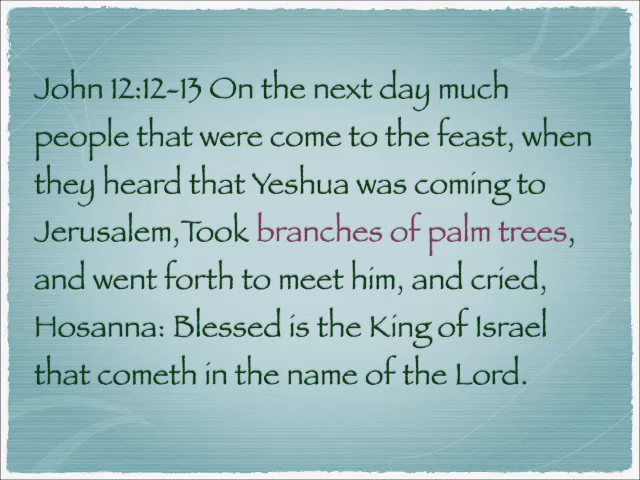 John 12:12-13 On the next day much
people that were come to the feast, when
they heard that Yeshua was coming to
Jerusalem,Took branches of palm trees,
and went forth to meet him, and cried,
Hosanna: Blessed is the King of Israel
that cometh in the name of the Lord.